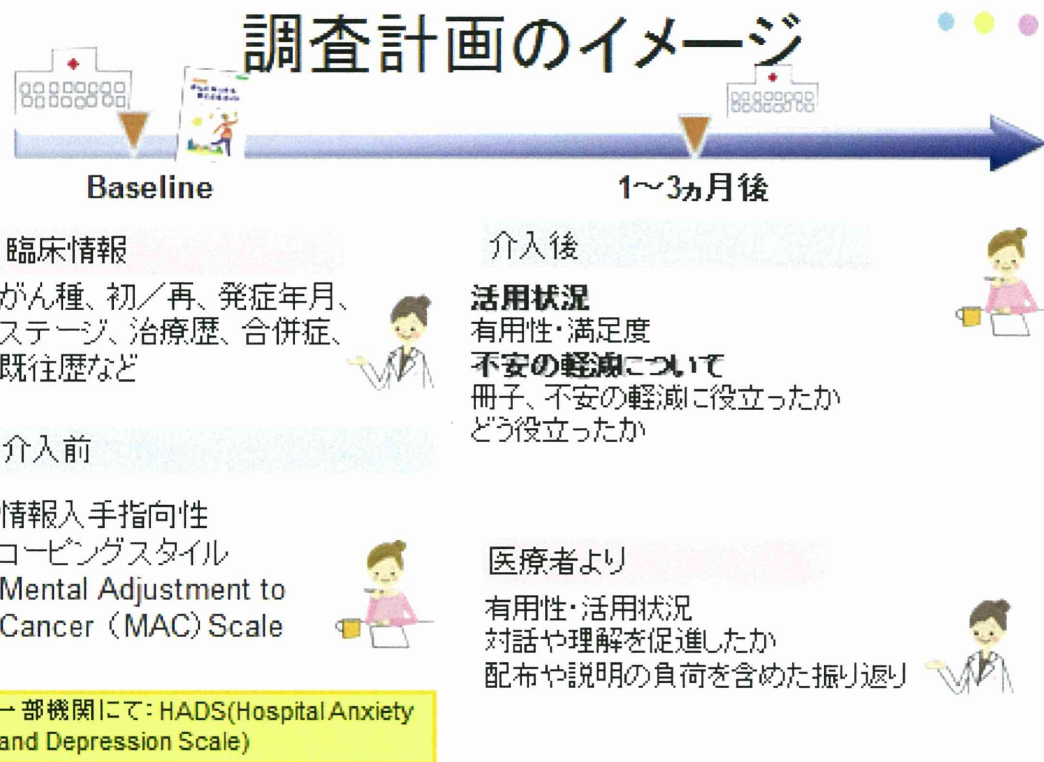 調査計画のイメージ
Baseline
1～3ヵ月後
臨床情報
がん種、初／再、発症年月、
ステージ、治療歴、合併症、
既往歴など
介入前
情報入手指向性
コーピングスタイル
Mental Adjustment to
Cancer（MAC）Scale
一部機関にて：HADS(Hospital Anxiety
and Depression Scale)
介入後
活用状況
有用性・満足度
不安の軽減について
冊子、不安の軽減に役立ったか
どう役立ったか
医療者より
有用性・活用状況
対話や理解を促進したか
配布や説明の負荷を含めた振り返り